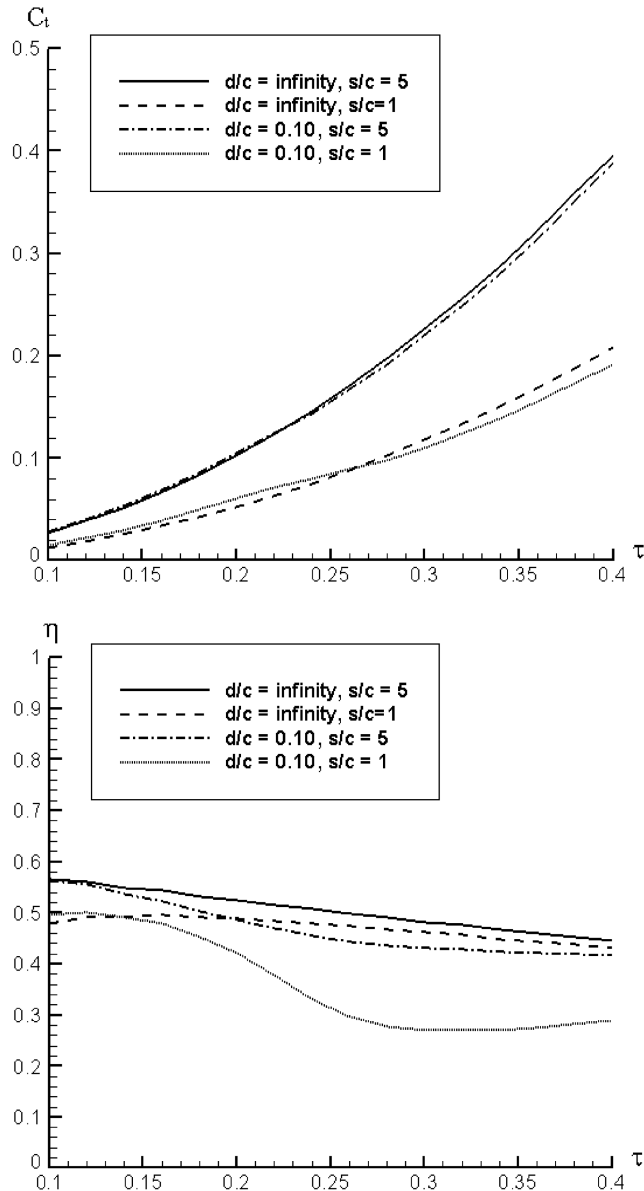 Cₜ
0.5
d/c = infinity, s/c = 5
d/c = infinity, s/c=1
d/c = 0.10, s/c = 5
d/c = 0.10, s/c = 1
0.4
0.3
0.2
0.1
0
0.1 0.15 0.2 0.25 0.3 0.35 0.4 τ
η
1
d/c = infinity, s/c = 5
d/c = infinity, s/c=1
d/c = 0.10, s/c = 5
d/c = 0.10, s/c = 1
0.9
0.8
0.7
0.6
0.5
0.4
0.3
0.2
0.1
0
0.1 0.15 0.2 0.25 0.3 0.35 0.4 τ